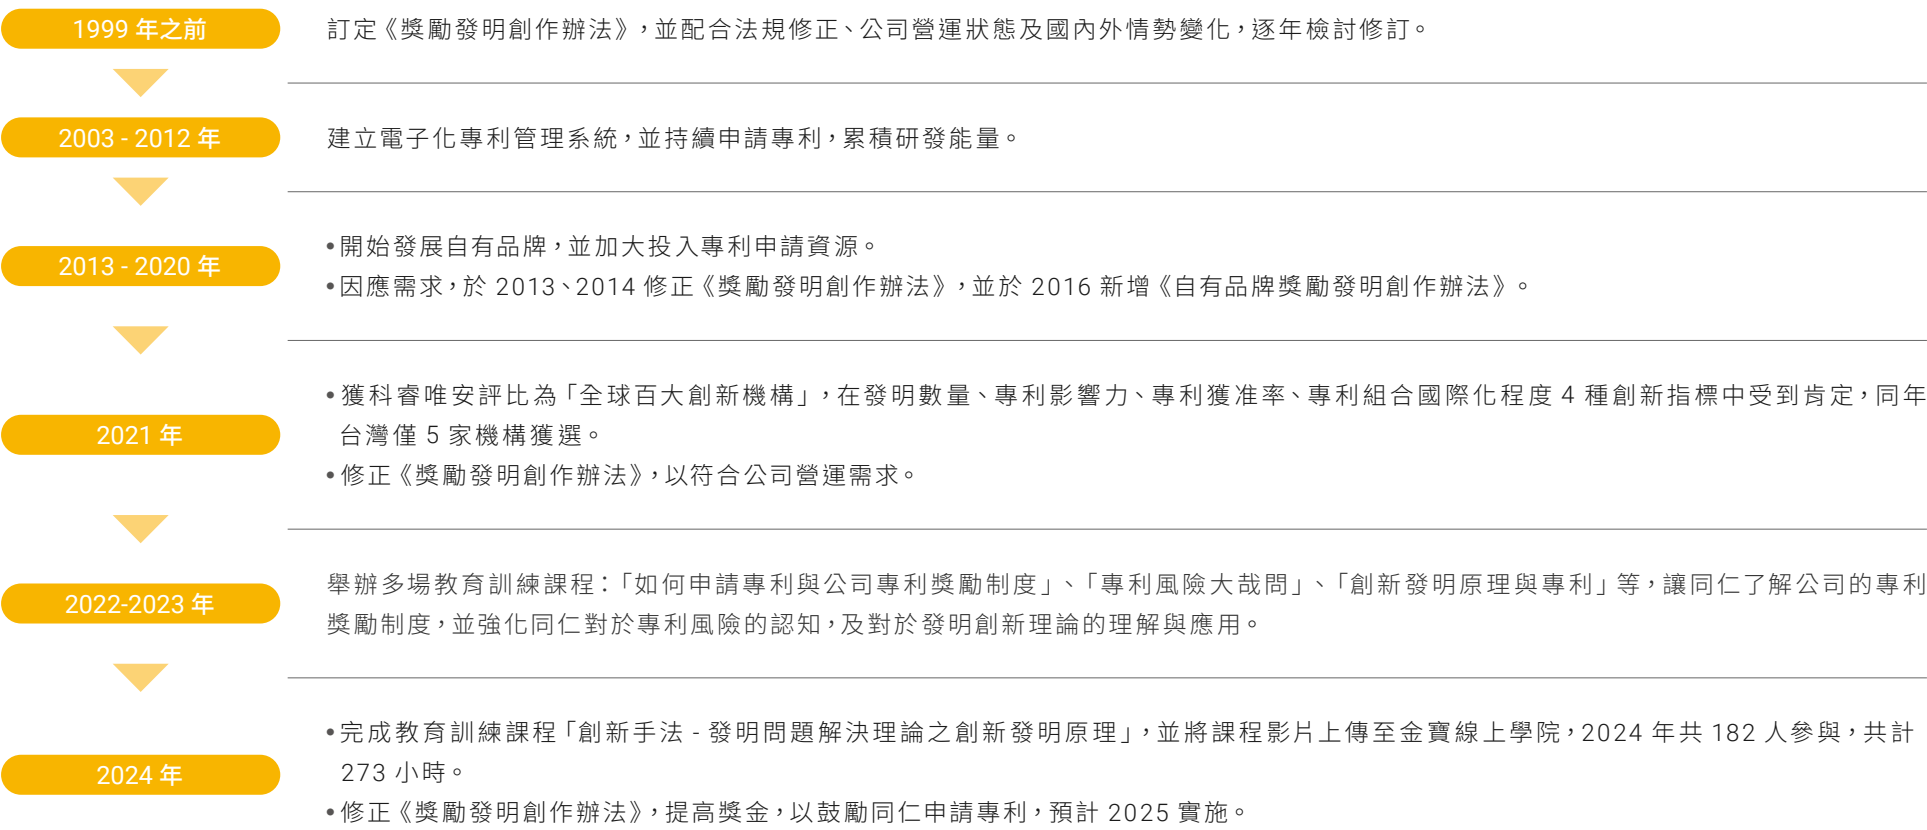 1999 年之前
訂定《獎勵發明創作辦法》，並配合法規修正、公司營運狀態及國內外情勢變化，逐年檢討修訂。
2003 - 2012 年
建立電子化專利管理系統，並持續申請專利，累積研發能量。
2013 - 2020 年
•開始發展自有品牌，並加大投入專利申請資源。
•因應需求，於 2013、2014 修正《獎勵發明創作辦法》，並於 2016 新增《自有品牌獎勵發明創作辦法》。
2021 年
•獲科睿唯安評比為「全球百大創新機構」，在發明數量、專利影響力、專利獲准率、專利組合國際化程度 4 種創新指標中受到肯定，同年
台灣僅 5 家機構獲選。
•修正《獎勵發明創作辦法》，以符合公司營運需求。
2022-2023 年
舉辦多場教育訓練課程：「如何申請專利與公司專利獎勵制度」、「專利風險大哉問」、「創新發明原理與專利」等，讓同仁了解公司的專利
獎勵制度，並強化同仁對於專利風險的認知，及對於發明創新理論的理解與應用。
2024 年
•完成教育訓練課程「創新手法 - 發明問題解決理論之創新發明原理」，並將課程影片上傳至金寶線上學院，2024 年共 182 人參與，共計
273 小時。
•修正《獎勵發明創作辦法》，提高獎金，以鼓勵同仁申請專利，預計 2025 實施。